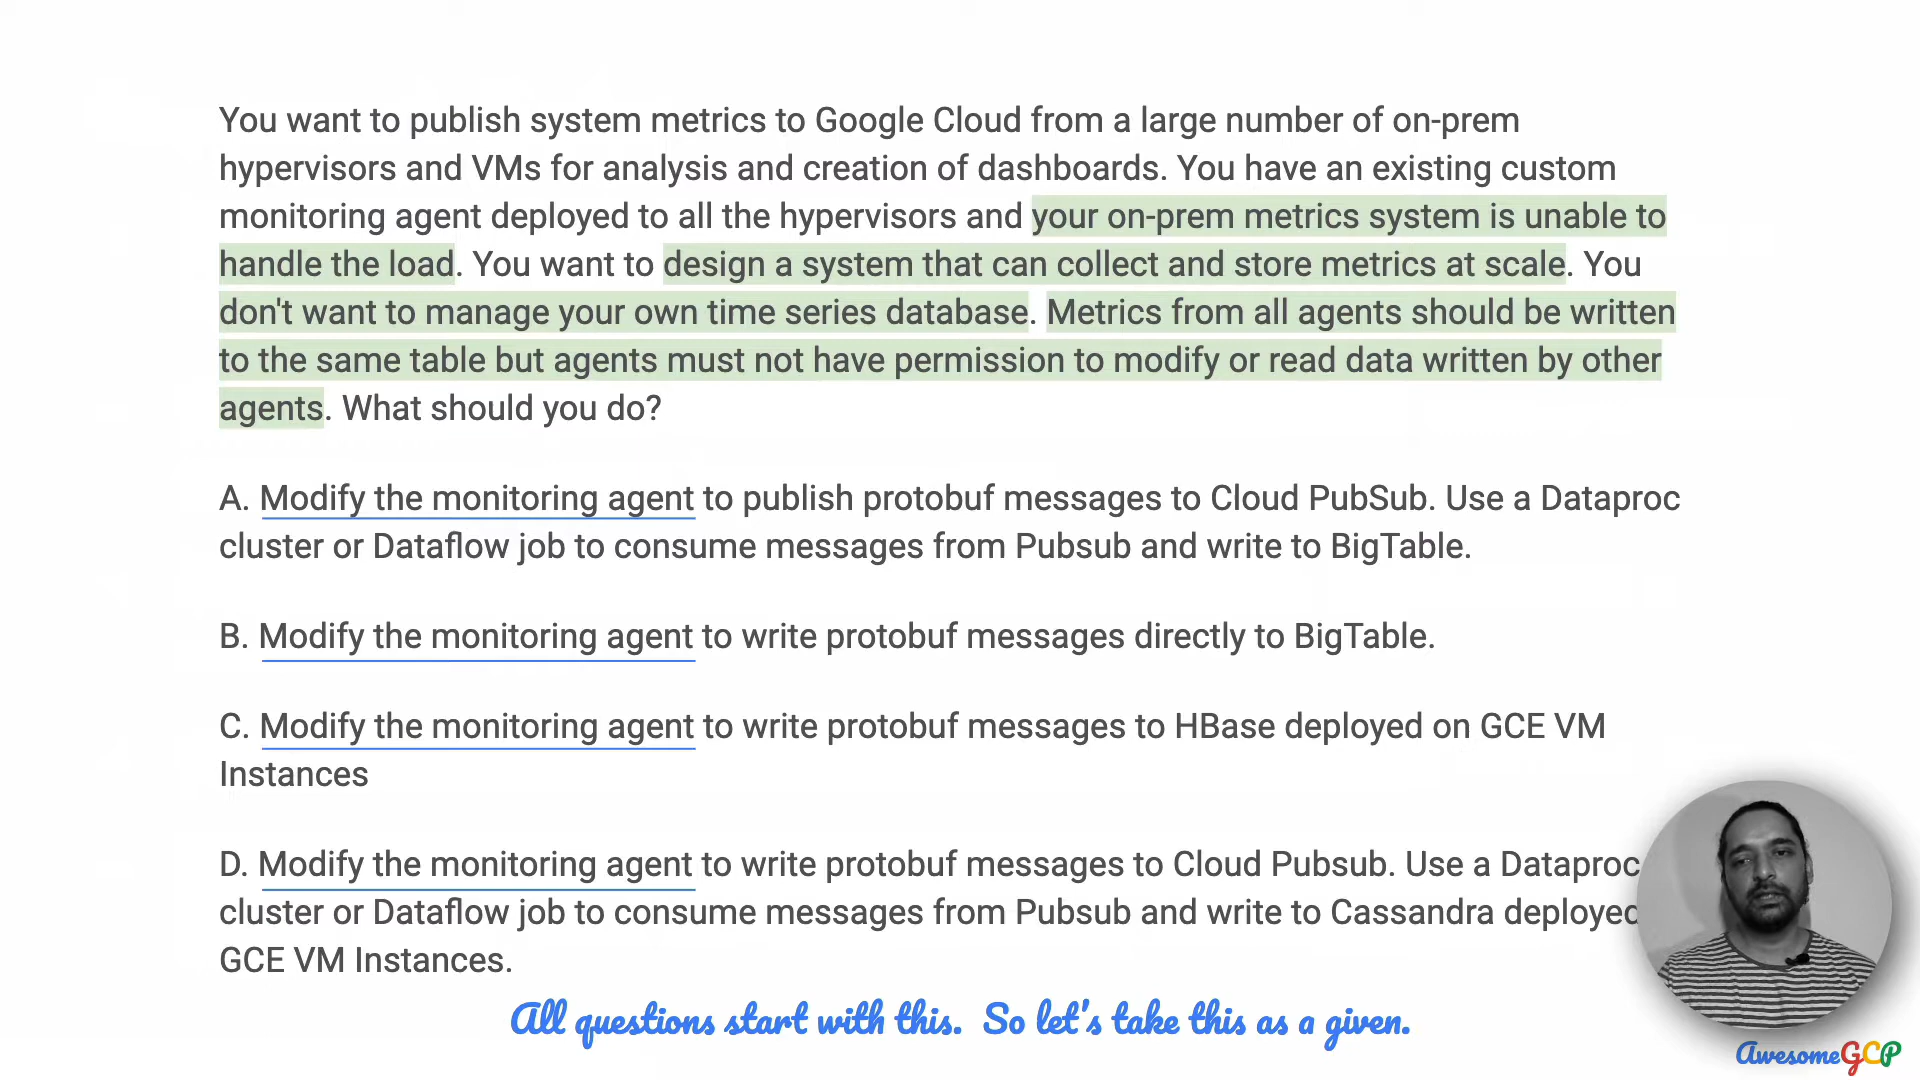 You want to publish system metrics to Google Cloud from a large number of on-prem
hypervisors and VMs for analysis and creation of dashboards. You have an existing custom
monitoring agent deployed to all the hypervisors and your on-prem metrics system is unable to
handle the load. You want to design a system that can collect and store metrics at scale. You
don't want to manage your own time series database. Metrics from all agents should be written
to the same table but agents must not have permission to modify or read data written by other
agents. What should you do?
A. Modify the monitoring agent to publish protobuf messages to Cloud PubSub. Use a Dataproc
cluster or Dataflow job to consume messages from Pubsub and write to BigTable.
B. Modify the monitoring agent to write protobuf messages directly to BigTable.
C. Modify the monitoring agent to write protobuf messages to HBase deployed on GCE VM
Instances
D. Modify the monitoring agent to write protobuf messages to Cloud Pubsub. Use a Dataproc
cluster or Dataflow job to consume messages from Pubsub and write to Cassandra deployed
GCE VM Instances.
All questions start with this. So let's take this as a given.
AwesomeGCP